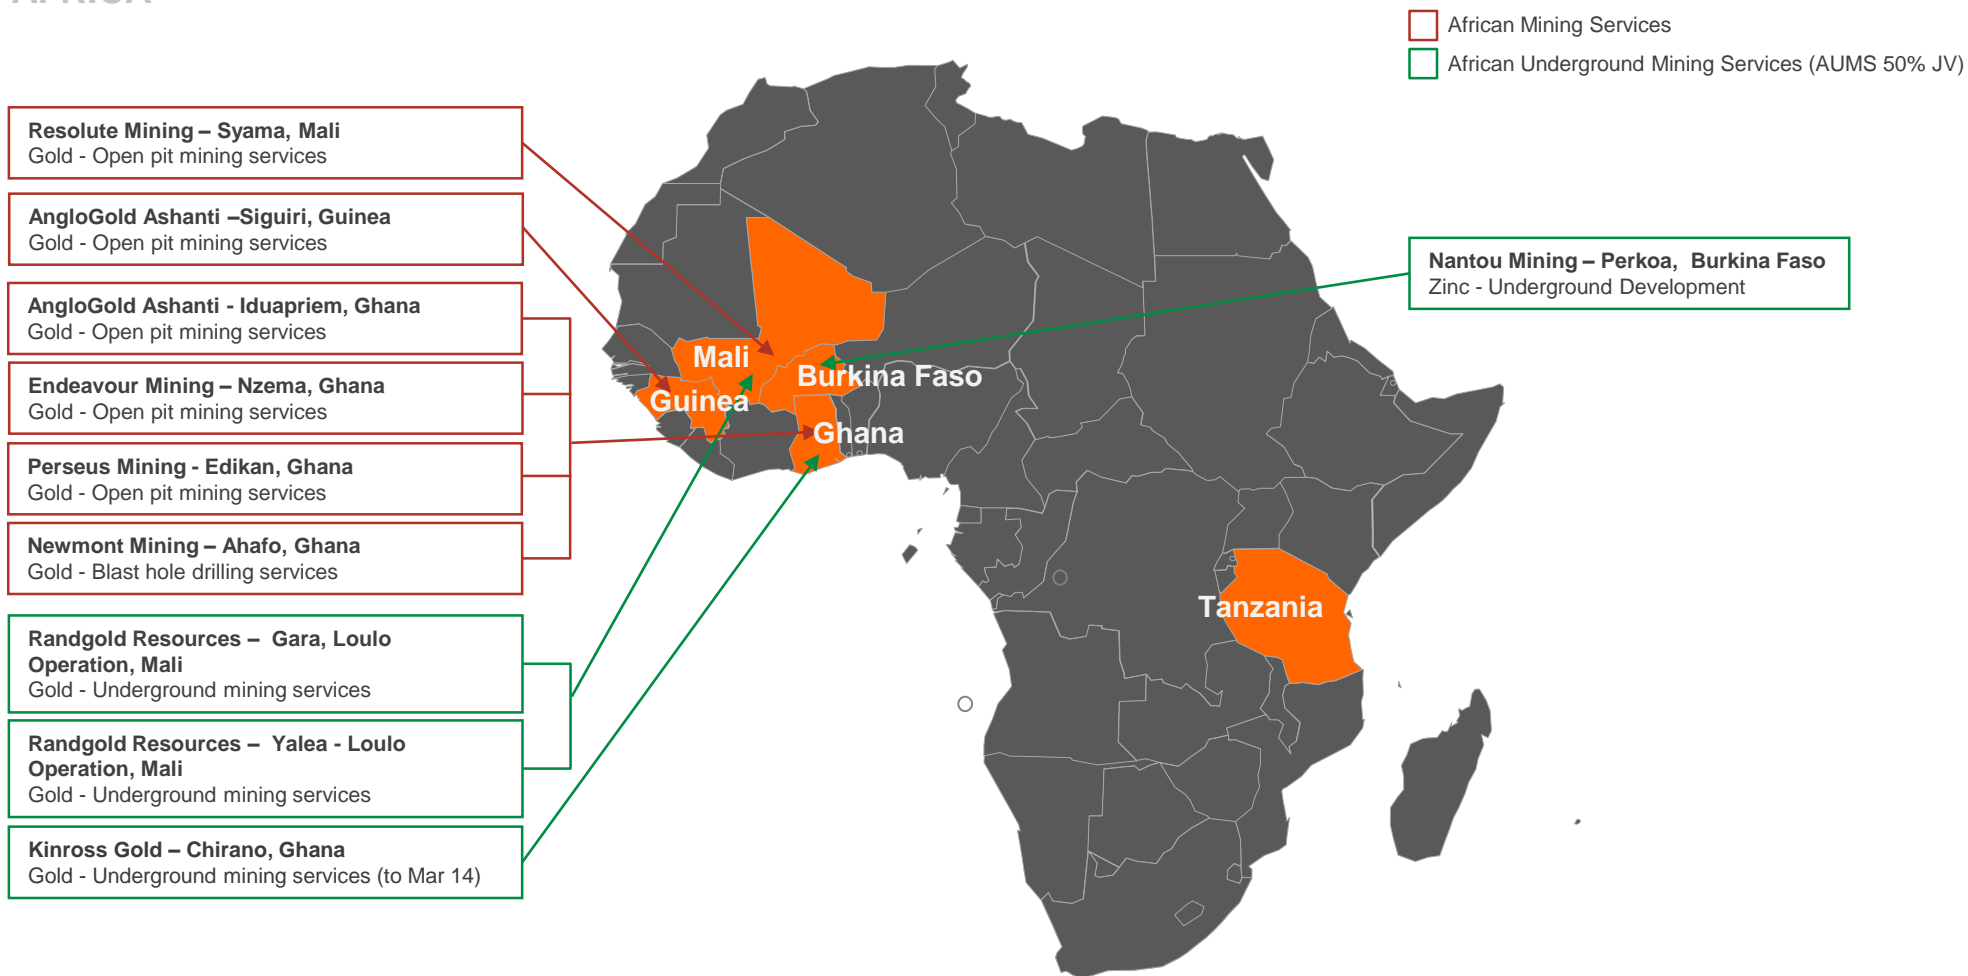 AFRICA
African Mining Services
African Underground Mining Services (AUMS 50% JV)
Resolute Mining – Syama, Mali
Gold - Open pit mining services
AngloGold Ashanti –Siguiri, Guinea
Gold - Open pit mining services
AngloGold Ashanti - Iduapriem, Ghana
Gold - Open pit mining services
Endeavour Mining – Nzema, Ghana
Gold - Open pit mining services
Perseus Mining - Edikan, Ghana
Gold - Open pit mining services
Newmont Mining – Ahafo, Ghana
Gold - Blast hole drilling services
Randgold Resources – Gara, Loulo
Operation, Mali
Gold - Underground mining services
Randgold Resources – Yalea - Loulo
Operation, Mali
Gold - Underground mining services
Kinross Gold – Chirano, Ghana
Gold - Underground mining services (to Mar 14)
Nantou Mining – Perkoa, Burkina Faso
Zinc - Underground Development
Mali
Burkina Faso
Guinea
Ghana
Tanzania